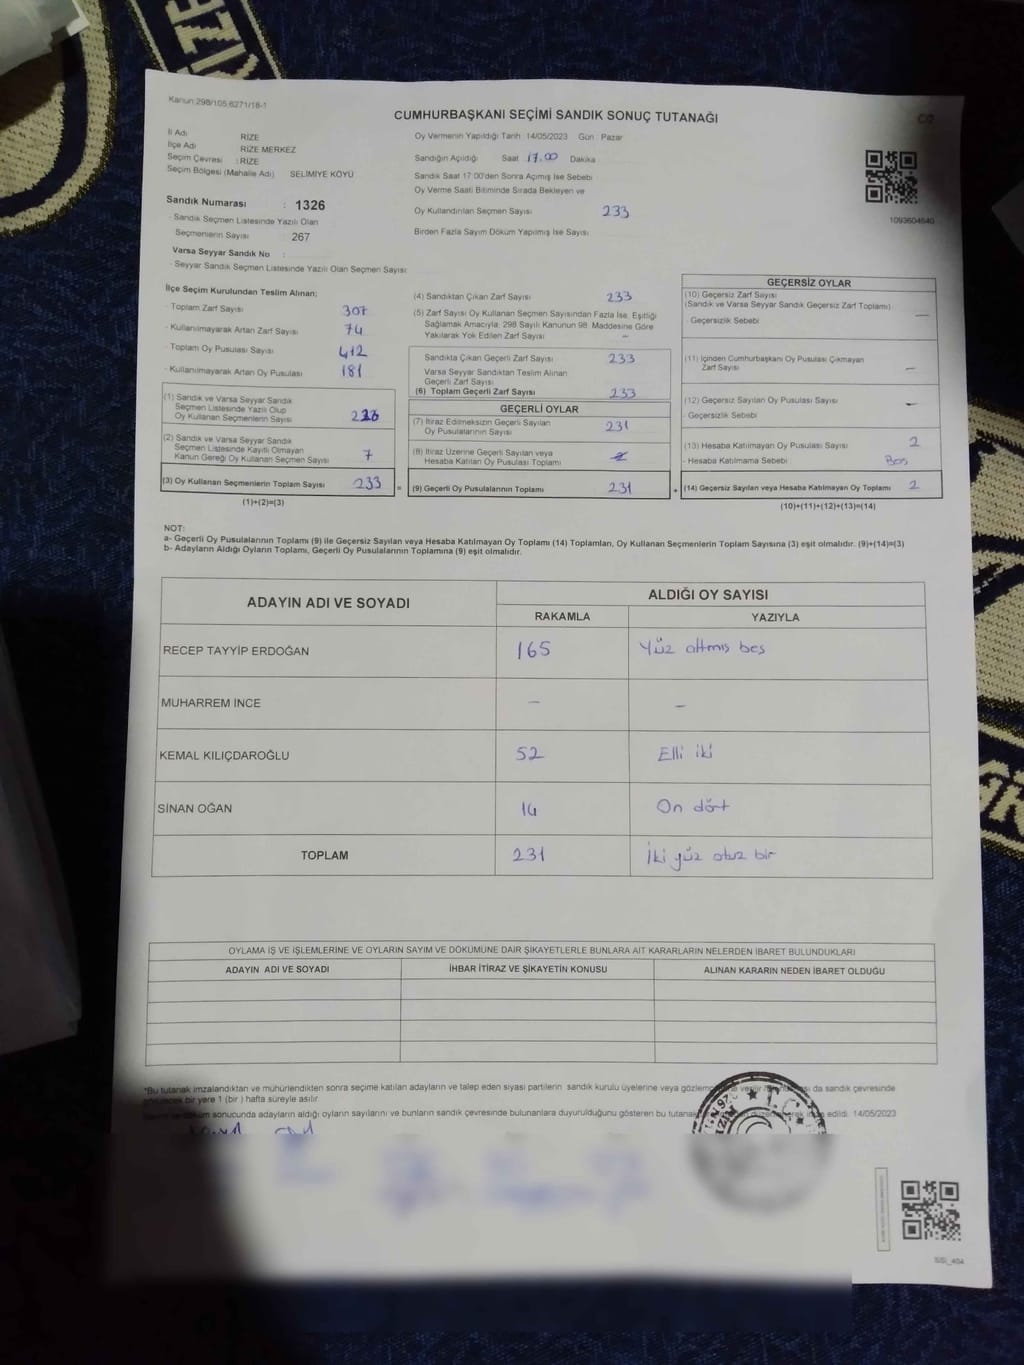 Kanun:298/105,6271/18-1
CUMHURBAŞKANI SEÇİMİ SANDIK SONUÇ TUTANAĞI
İl Adı RİZE
İlçe Adı RİZE MERKEZ
Seçim Çevresi : RİZE
Seçim Bölgesi (Mahalle Adı) SELİMİYE KÖYÜ
Oy Vermenin Yapıldığı Tarih 14/05/2023 Gün : Pazar
Sandığın Açıldığı Saat 17.00 Dakika
Sandık Saat 17:00'den Sonra Açımış İse Sebebi
Oy Verme Saati Bitiminde Sırada Bekleyen ve
Oy Kullandırılan Seçmen Sayısı 233
Birden Fazla Sayım Döküm Yapılmış İse Sayısı
1093604640
Sandık Numarası : 1326
- Sandık Seçmen Listesinde Yazılı Olan
Seçmenlerin Sayısı 267
Varsa Seyyar Sandık No :
- Seyyar Sandık Seçmen Listesinde Yazılı Olan Seçmen Sayısı:
İlçe Seçim Kurulundan Teslim Alınan:
- Toplam Zarf Sayısı 307
- Kullanılmayarak Artan Zarf Sayısı 74
- Toplam Oy Pusulası Sayısı 412
- Kullanılmayarak Artan Oy Pusulası 181
(1) Sandık ve Varsa Seyyar Sandık
Seçmen Listesinde Yazılı Olup
Oy Kullanan Seçmenlerin Sayısı
(2) Sandık ve Varsa Seyyar Sandık
Seçmen Listesinde Kayıtlı Olmayan
Kanun Gereği Oy Kullanan Seçmen Sayısı 7
(3) Oy Kullanan Seçmenlerin Toplam Sayısı 233
(1)+(2)=(3)
(4) Sandıktan Çıkan Zarf Sayısı 233
(5) Zarf Sayısı Oy Kullanan Seçmen Sayısından Fazla İse, Eşitliği
Sağlamak Amacıyla, 298 Sayılı Kanunun 98. Maddesine Göre
Yakılarak Yok Edilen Zarf Sayısı -
Sandıkta Çıkan Geçerli Zarf Sayısı 233
Varsa Seyyar Sandıktan Teslim Alınan
Geçerli Zarf Sayısı
(6) Toplam Geçerli Zarf Sayısı 233
GEÇERLİ OYLAR
(7) İtiraz Edilmeksizin Geçerli Sayılan
Oy Pusulalarının Sayısı 231
(8) İtiraz Üzerine Geçerli Sayılan veya
Hesaba Katılan Oy Pusulası Toplamı
= (9) Geçerli Oy Pusulalarının Toplamı 231
GEÇERSİZ OYLAR
(10) Geçersiz Zarf Sayısı
(Sandık ve Varsa Seyyar Sandık Geçersiz Zarf Toplamı) -
Geçersizlik Sebebi
(11) İçinden Cumhurbaşkanı Oy Pusulası Çıkmayan
Zarf Sayısı -
(12) Geçersiz Sayılan Oy Pusulası Sayısı -
- Geçersizlik Sebebi
(13) Hesaba Katılmayan Oy Pusulası Sayısı 2
- Hesaba Katılmama Sebebi Boş
+ (14) Geçersiz Sayılan veya Hesaba Katılmayan Oy Toplamı 2
(10)+(11)+(12)+(13)=(14)
NOT:
a- Geçerli Oy Pusulalarının Toplamı (9) ile Geçersiz Sayılan veya Hesaba Katılmayan Oy Toplamı (14) Toplamları, Oy Kullanan Seçmenlerin Toplam Sayısına (3) eşit olmalıdır. (9)+(14)=(3)
b- Adayların Aldığı Oyların Toplamı, Geçerli Oy Pusulalarının Toplamına (9) eşit olmalıdır.
ADAYIN ADI VE SOYADI ALDIĞI OY SAYISI
RAKAMLA YAZIYLA
RECEP TAYYİP ERDOĞAN 165 Yüz altmış beş
MUHARREM İNCE - -
KEMAL KILIÇDAROĞLU 52 Elli iki
SİNAN OĞAN 14 On dört
TOPLAM 231 İki yüz otuz bir
OYLAMA İŞ VE İŞLEMLERİNE VE OYLARIN SAYIM VE DÖKÜMÜNE DAİR ŞİKAYETLERLE BUNLARA AİT KARARLARIN NELERDEN İBARET BULUNDUKLARI
ADAYIN ADI VE SOYADI İHBAR İTİRAZ VE ŞİKAYETİN KONUSU ALINAN KARARIN NEDEN İBARET OLDUĞU
*Bu tutanak imzalandıktan ve mühürlendikten sonra seçime katılan adayların ve talep eden siyasi partilerin sandık kurulu üyelerine veya da sandık çevresinde
bir yere 1 (bir ) hafta süreyle asılır.
sonucunda adayların aldığı oyların sayılarını ve bunların sandık çevresinde bulunanlara duyurulduğunu gösteren bu edildi. 14/05/2023
T.C.